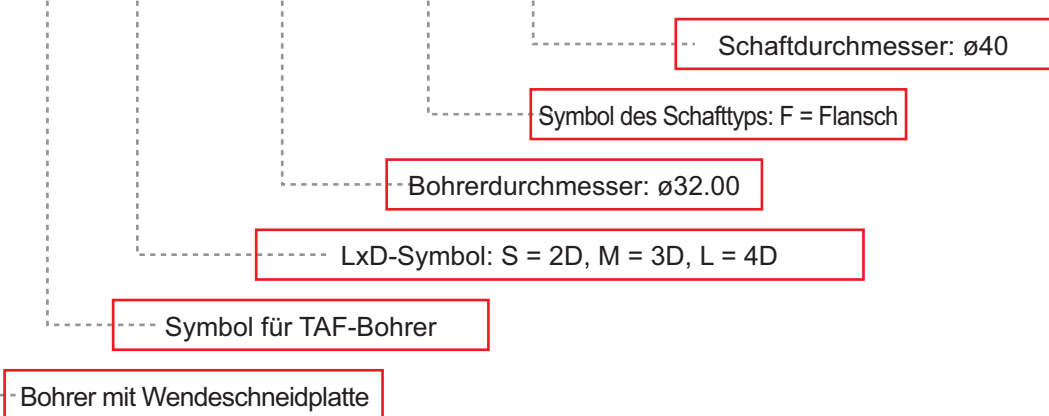 Schaftdurchmesser: ø40
Symbol des Schafttyps: F = Flansch
Bohrerdurchmesser: ø32.00
LxD-Symbol: S = 2D, M = 3D, L = 4D
Symbol für TAF-Bohrer
Bohrer mit Wendeschneidplatte